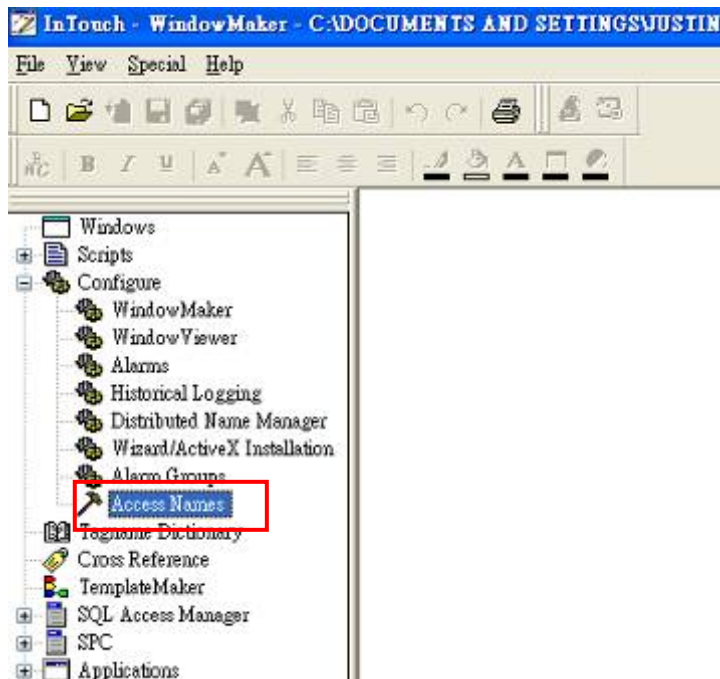 InTouch - WindowMaker - C:\DOCUMENTS AND SETTINGS\JUSTIN
File View Special Help
ABC B I U A A A
Windows
Scripts
Configure
WindowMaker
WindowViewer
Alarms
Historical Logging
Distributed Name Manager
Wizard/ActiveX Installation
Alarm Groups
Access Names
Tagname Dictionary
Cross Reference
TemplateMaker
SQL Access Manager
SPC
Applications